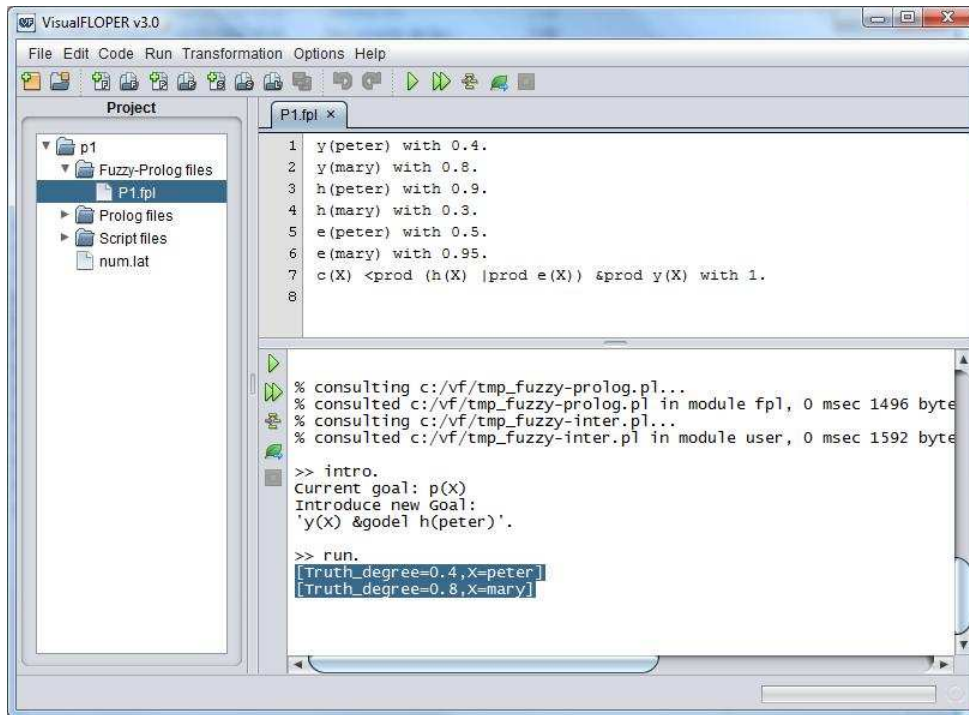 VisualFLOPER v3.0
File Edit Code Run Transformation Options Help
Project
p1
Fuzzy-Prolog files
P1.fpl
Prolog files
Script files
num.lat
P1.fpl ×
1 y(peter) with 0.4.
2 y(mary) with 0.8.
3 h(peter) with 0.9.
4 h(mary) with 0.3.
5 e(peter) with 0.5.
6 e(mary) with 0.95.
7 c(X) <prod (h(X) |prod e(X)) &prod y(X) with 1.
8
% consulting c:/vf/tmp_fuzzy-prolog.pl...
% consulted c:/vf/tmp_fuzzy-prolog.pl in module fpl, 0 msec 1496 byte
% consulting c:/vf/tmp_fuzzy-inter.pl...
% consulted c:/vf/tmp_fuzzy-inter.pl in module user, 0 msec 1592 byte
>> intro.
Current goal: p(X)
Introduce new Goal:
'y(X) &godel h(peter)'.
>> run.
[Truth_degree=0.4,X=peter]
[Truth_degree=0.8,X=mary]